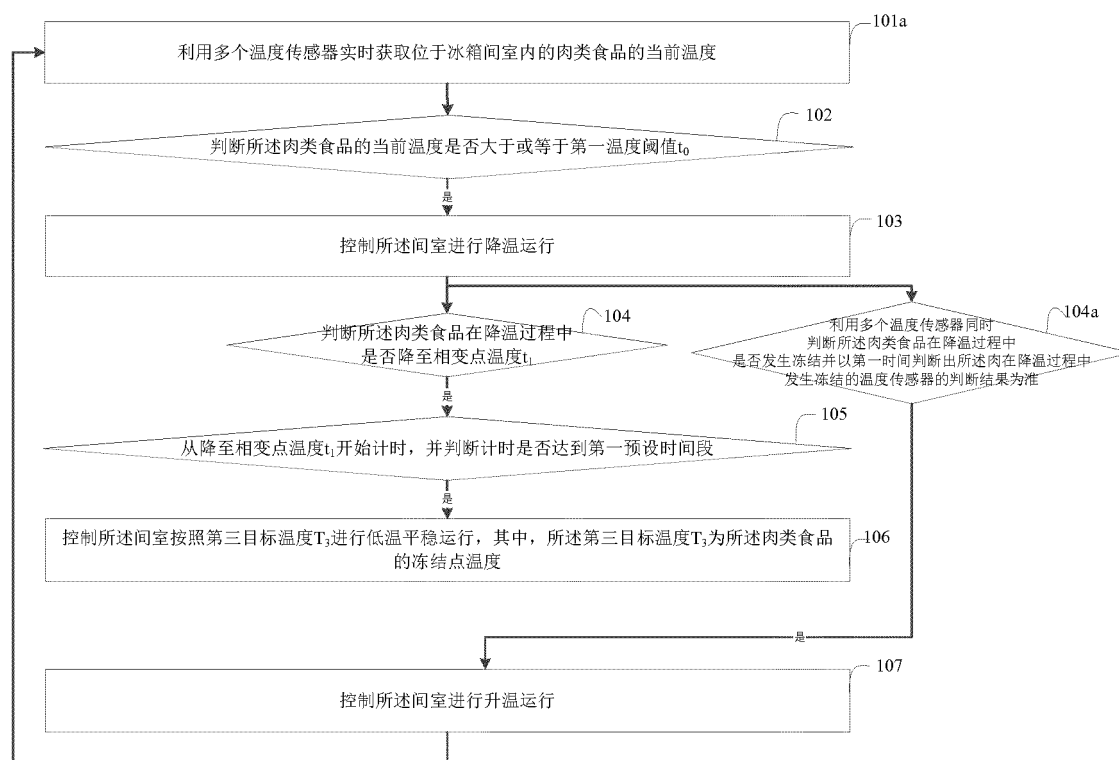 101a
利用多个温度传感器实时获取位于冰箱间室内的肉类食品的当前温度
102
判断所述肉类食品的当前温度是否大于或等于第一温度阈值t0
是
103
控制所述间室进行降温运行
104
判断所述肉类食品在降温过程中
是否降至相变点温度t1
104a
利用多个温度传感器同时
判断所述肉类食品在降温过程中
是否发生冻结并以第一时间判断出所述肉在降温过程中
发生冻结的温度传感器的判断结果为准
是
105
从降至相变点温度t1开始计时，并判断计时是否达到第一预设时间段
是
控制所述间室按照第三目标温度T3进行低温平稳运行，其中，所述第三目标温度T3为所述肉类食品
的冻结点温度
106
是
107
控制所述间室进行升温运行